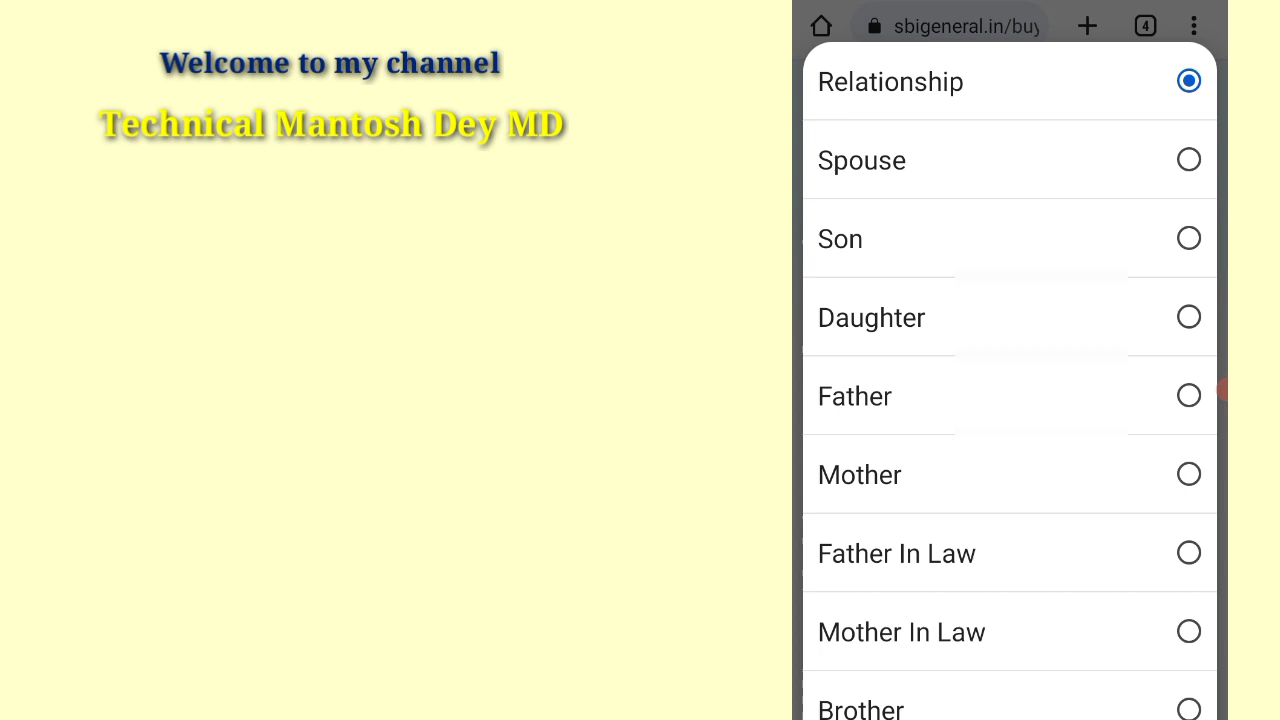 Welcome to my channel
Technical Mantosh Dey MD
sbigeneral.in/buy
4
Relationship
Spouse
Son
Daughter
Father
Mother
Father In Law
Mother In Law
Brother